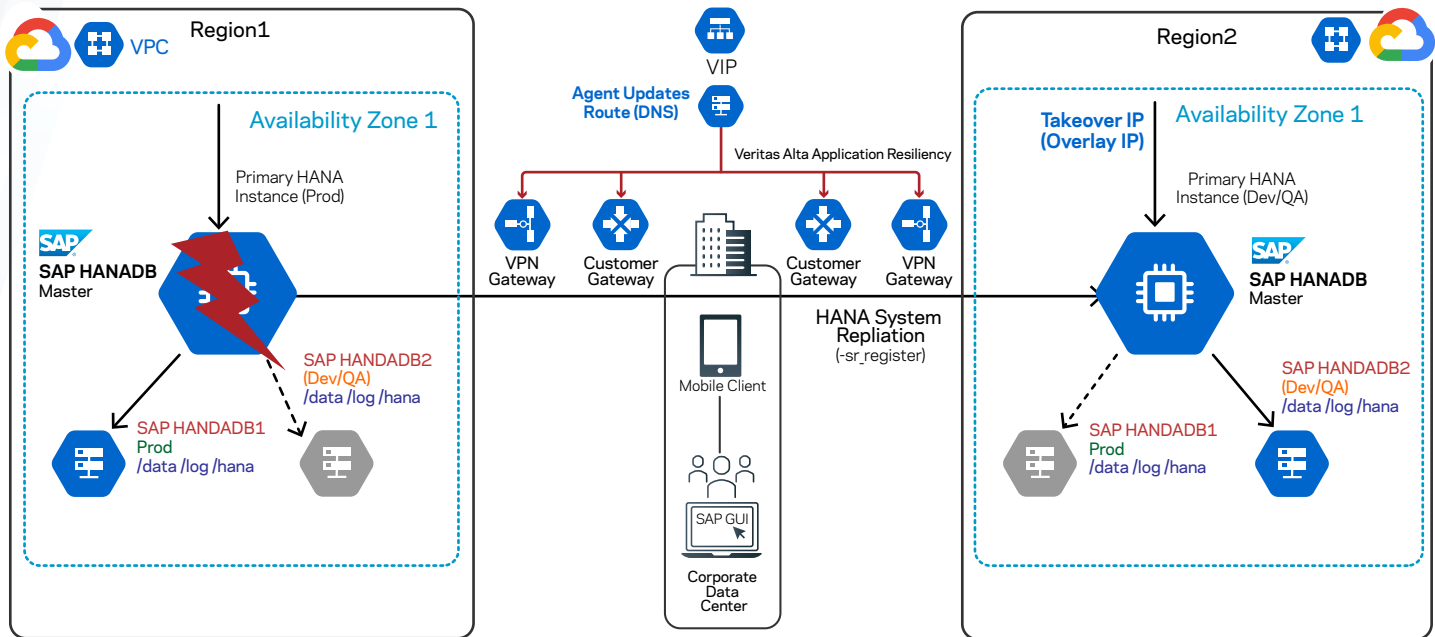 Region1
VPC
Availability Zone 1
Primary HANA
Instance (Prod)
SAP
SAP HANADB
Master
SAP HANDADB2
(Dev/QA)
/data /log /hana
SAP HANDADB1
Prod
/data /log /hana
VIP
Agent Updates
Route (DNS)
Veritas Alta Application Resiliency
VPN
Gateway
Customer
Gateway
Customer
Gateway
VPN
Gateway
HANA System
Repliation
(-sr_register)
Mobile Client
SAP GUI
Corporate
Data
Center
Region2
Takeover IP
(Overlay IP)
Availability Zone 1
Primary HANA
Instance (Dev/QA)
SAP
SAP HANADB
Master
SAP HANDADB2
(Dev/QA)
/data /log /hana
SAP HANDADB1
Prod
/data /log /hana